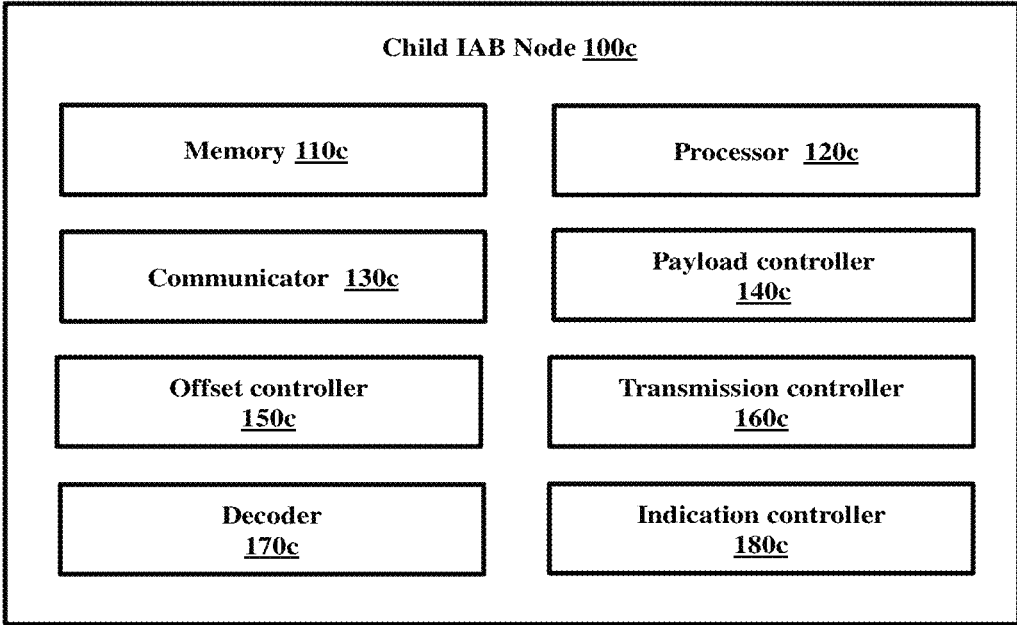 Child IAB Node 100c
Memory 110c
Processor 120c
Communicator 130c
Payload controller
140c
Offset controller
150c
Transmission controller
160c
Decoder
170c
Indication controller
180c